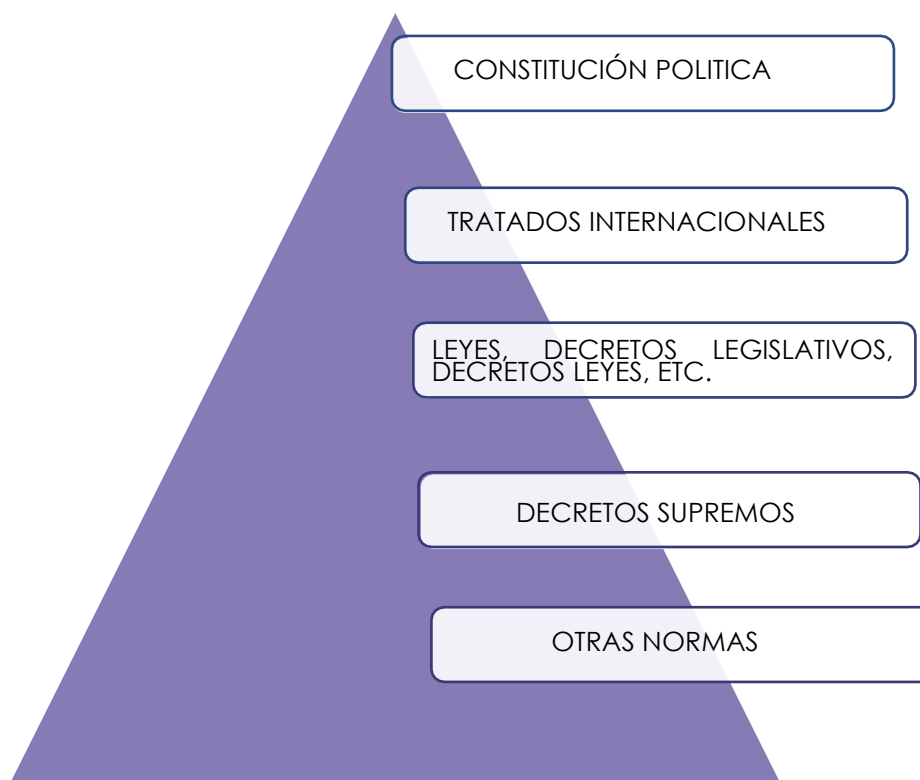 CONSTITUCIÓN POLITICA
TRATADOS INTERNACIONALES
LEYES, DECRETOS LEGISLATIVOS,
DECRETOS LEYES, ETC.
DECRETOS SUPREMOS
OTRAS NORMAS